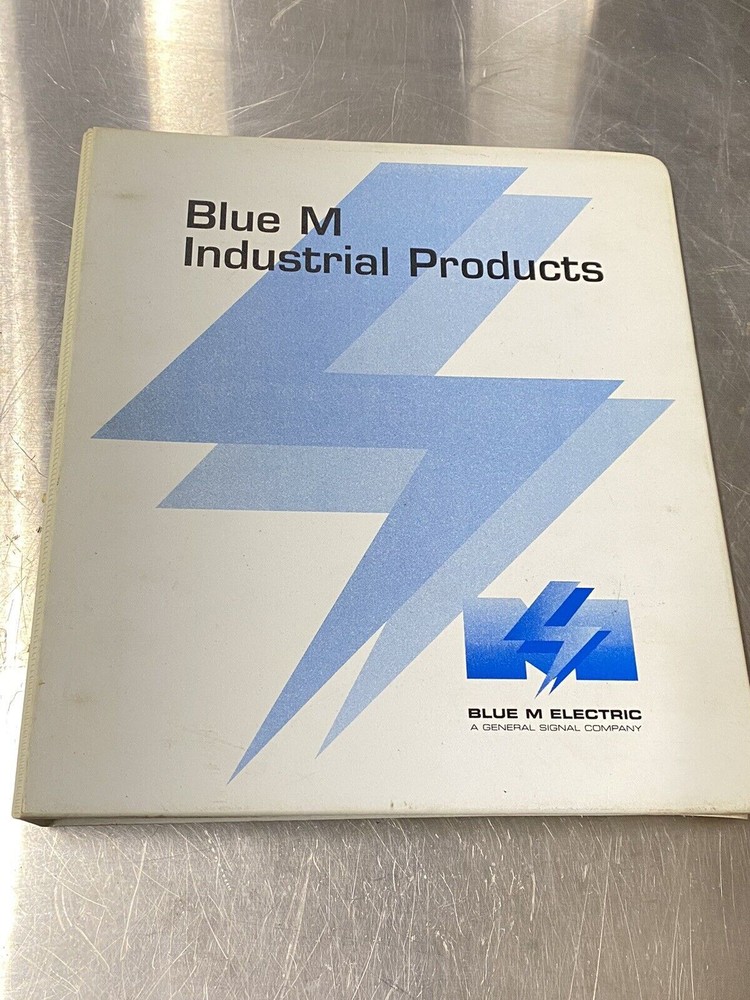 Blue M
Industrial Products
BLUE M ELECTRIC
A GENERAL SIGNAL COMPANY